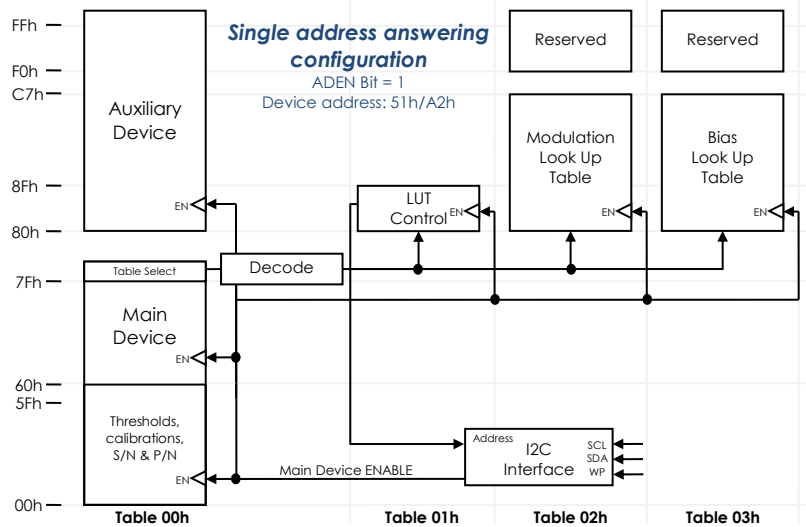 Single address answering
configuration
ADEN Bit = 1
Device address: 51h/A2h
FFh
F0h
C7h
8Fh
80h
7Fh
60h
5Fh
00h
Auxiliary
Device
EN
Table Select
Main
Device
EN
Thresholds,
calibrations,
S/N & P/N
EN
Table 00h
Decode
LUT
Control
EN
Table 01h
Reserved
Modulation
Look Up
Table
EN
Table 02h
Reserved
Bias
Look Up
Table
EN
Table 03h
Main Device ENABLE
Address
I2C
Interface
SCL
SDA
WP